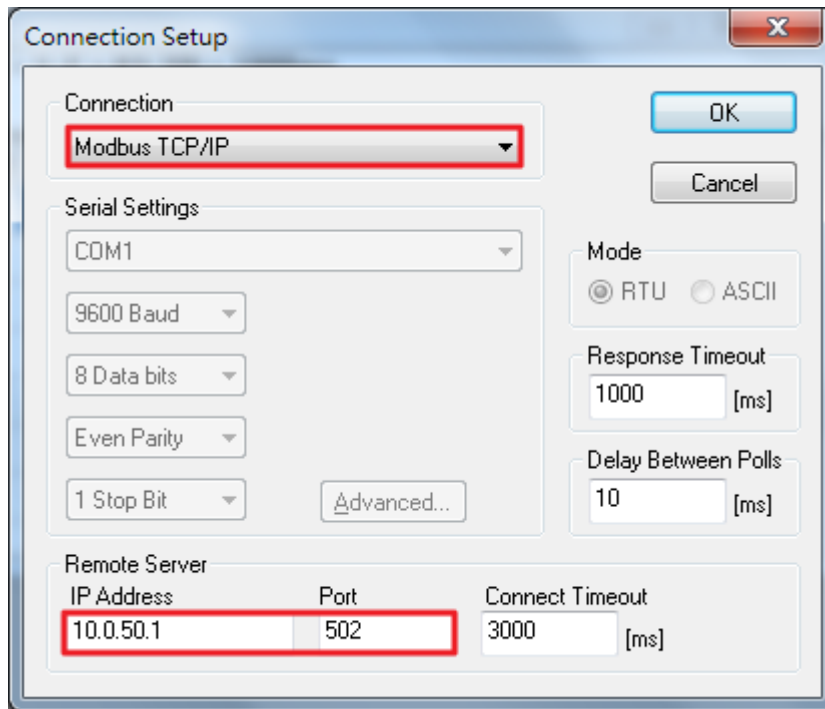 Connection Setup
Connection
OK
Modbus TCP/IP
Cancel
Serial Settings
COM1
Mode
RTU ASCII
9600 Baud
Response Timeout
8 Data bits
1000 [ms]
Even Parity
Delay Between Polls
1 Stop Bit Advanced...
10 [ms]
Remote Server
IP Address Port Connect Timeout
10.0.50.1 502 3000 [ms]